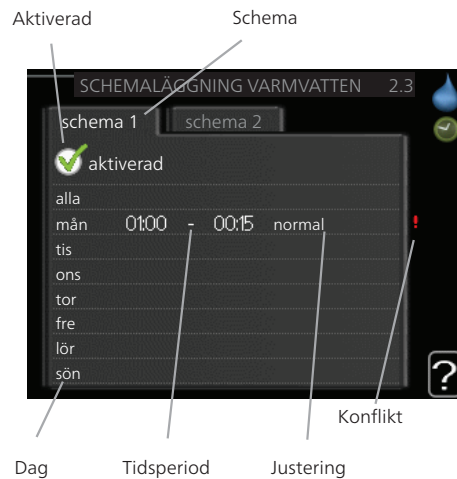 Aktiverad Schema
SCHEMALÄGGNING VARMVATTEN 2.3
schema 1 schema 2
aktiverad
alla
mån 01:00 - 00:15 normal !
tis
ons
tor
fre
lör
sön
?
Konflikt
Dag Tidsperiod Justering